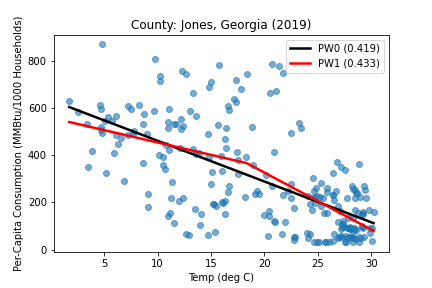 County: Jones, Georgia (2019)
PW0 (0.419)
PW1 (0.433)
Per-Capita Consumption (MMBtu/1000 Households)
800
600
400
200
0
5 10 15 20 25 30
Temp (deg C)